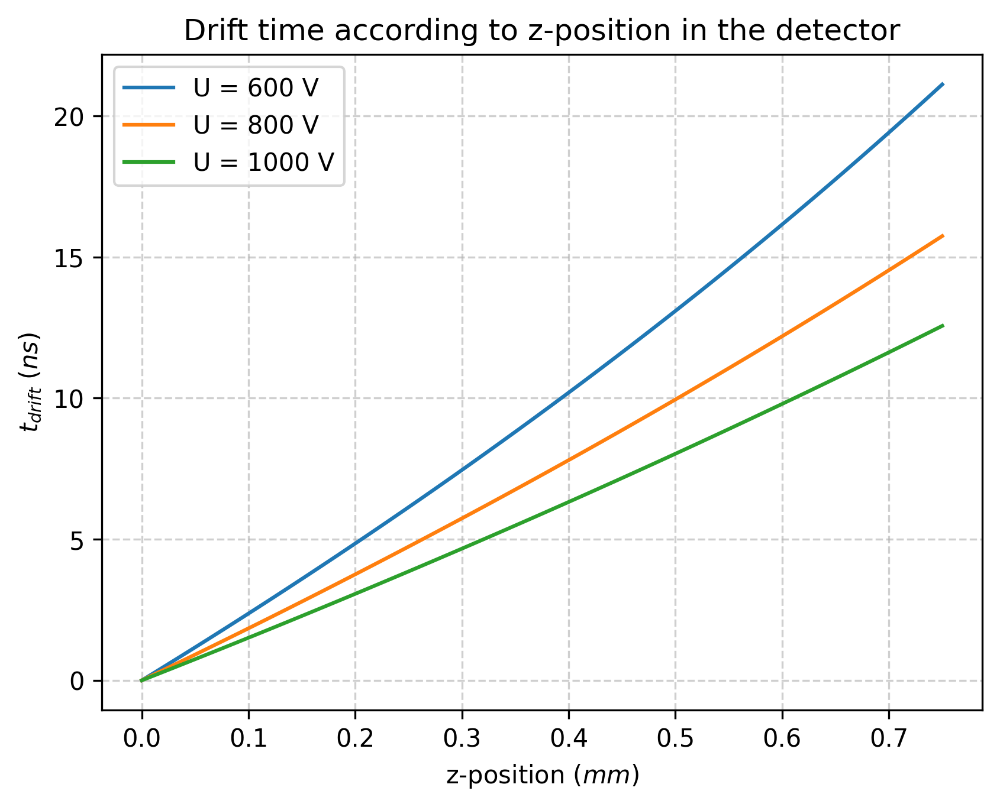 Drift time according to z-position in the detector
U = 600 V
U = 800 V
U = 1000 V
20
15
10
5
0
t_drift (ns)
0.0 0.1 0.2 0.3 0.4 0.5 0.6 0.7
z-position (mm)